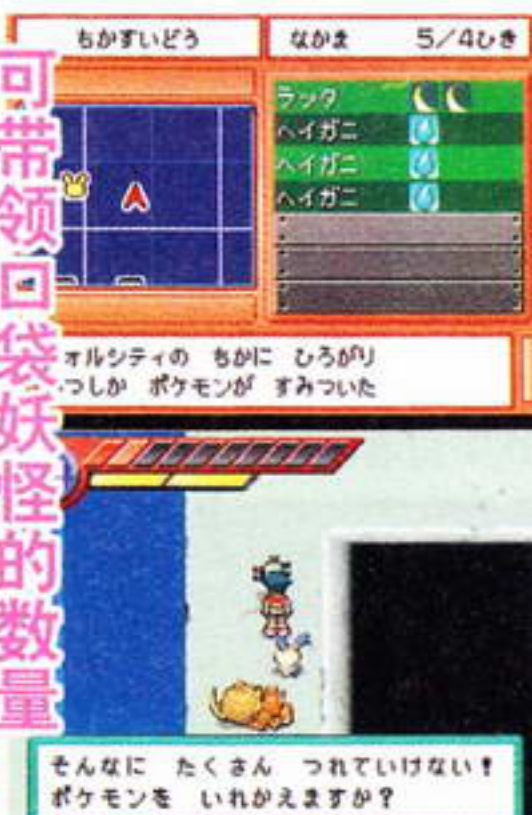 ちかすいどう
なかま 5/4ひき
ラッタ
ヘイガニ
ヘイガニ
ヘイガニ
ォルシティの ちかに ひろがり
つしか ポケモンが すみついた
可带领口袋妖怪的数量
そんなに たくさん つれていけない!
ポケモンを いれかえますか?